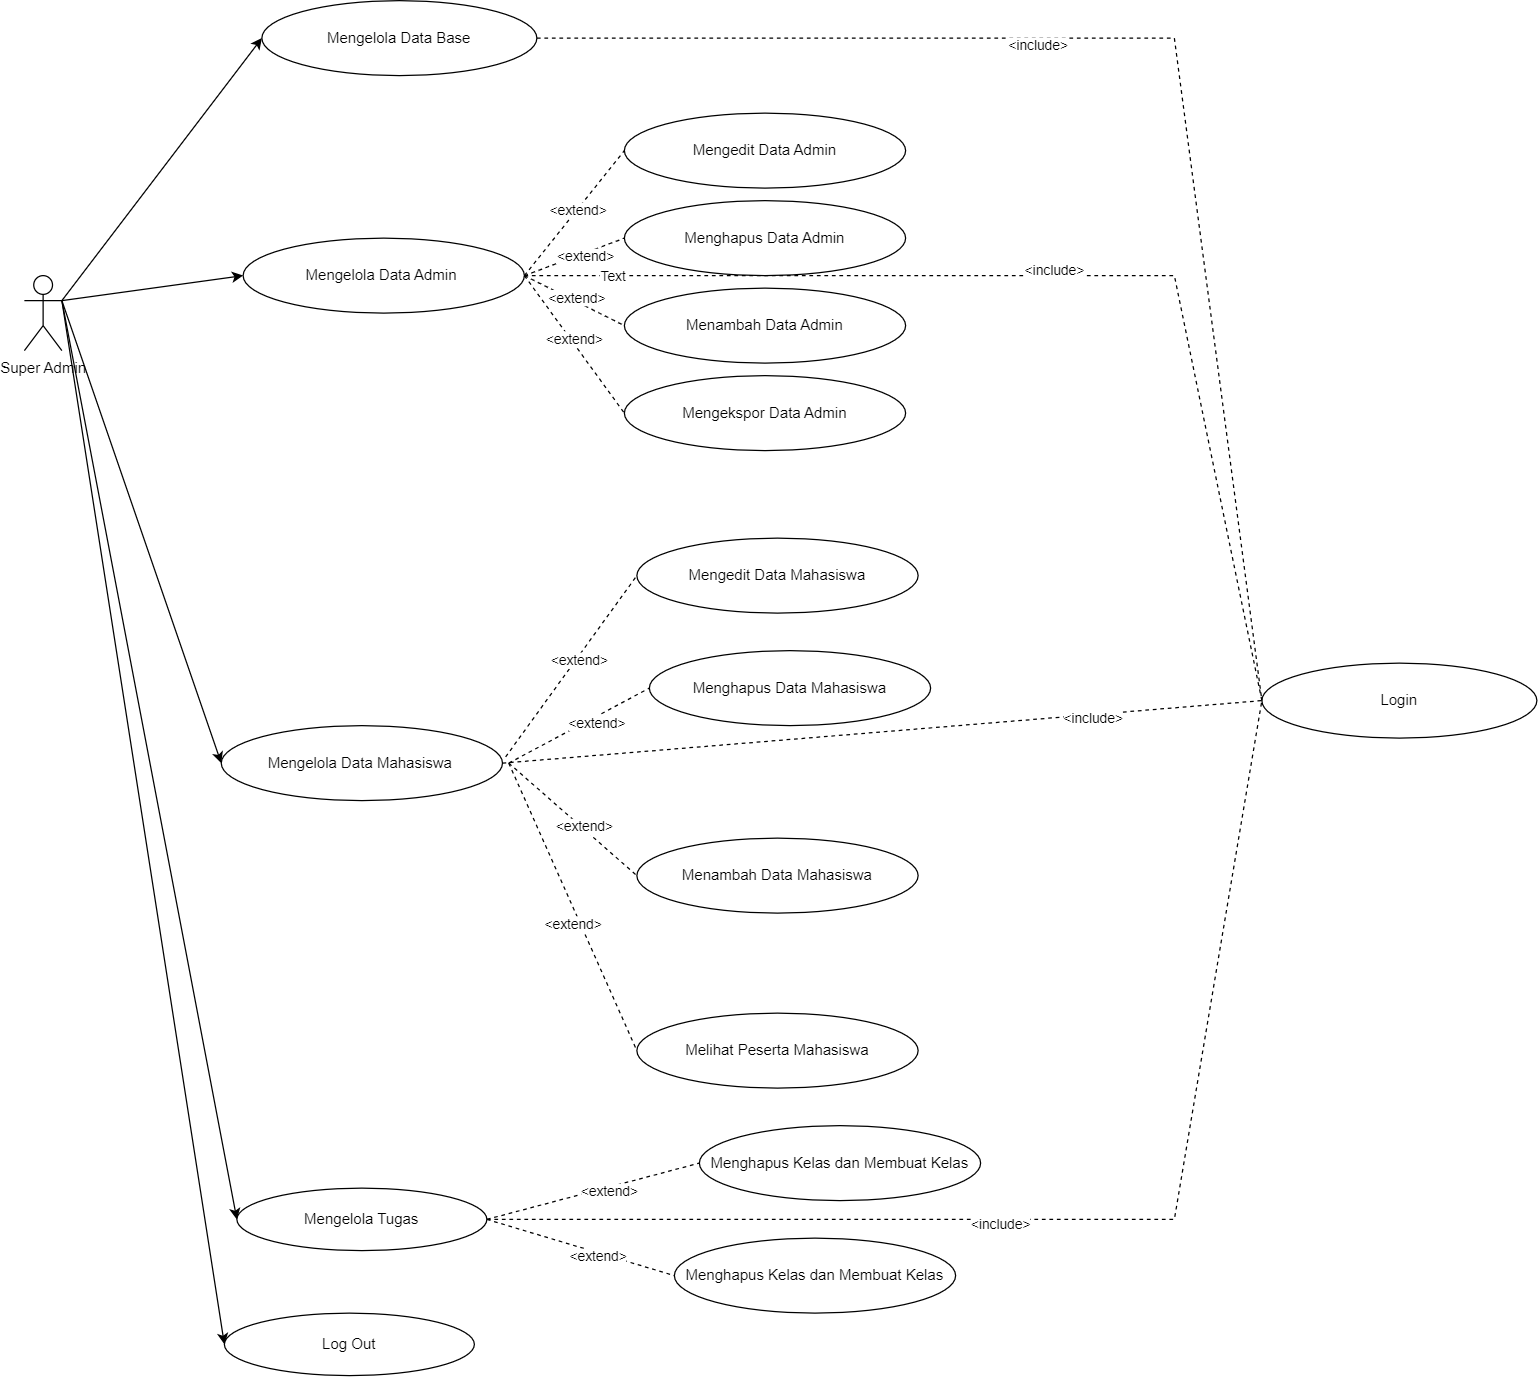 Mengelola Data Base
<include>
Mengedit Data Admin
<extend>
Menghapus Data Admin
<extend>
Mengelola Data Admin
Text
<include>
<extend>
Menambah Data Admin
<extend>
Super Admin
Mengekspor Data Admin
Mengedit Data Mahasiswa
<extend>
Menghapus Data Mahasiswa
Login
<extend>
<include>
Mengelola Data Mahasiswa
<extend>
Menambah Data Mahasiswa
<extend>
Melihat Peserta Mahasiswa
Menghapus Kelas dan Membuat Kelas
<extend>
Mengelola Tugas
<include>
<extend>
Menghapus Kelas dan Membuat Kelas
Log Out